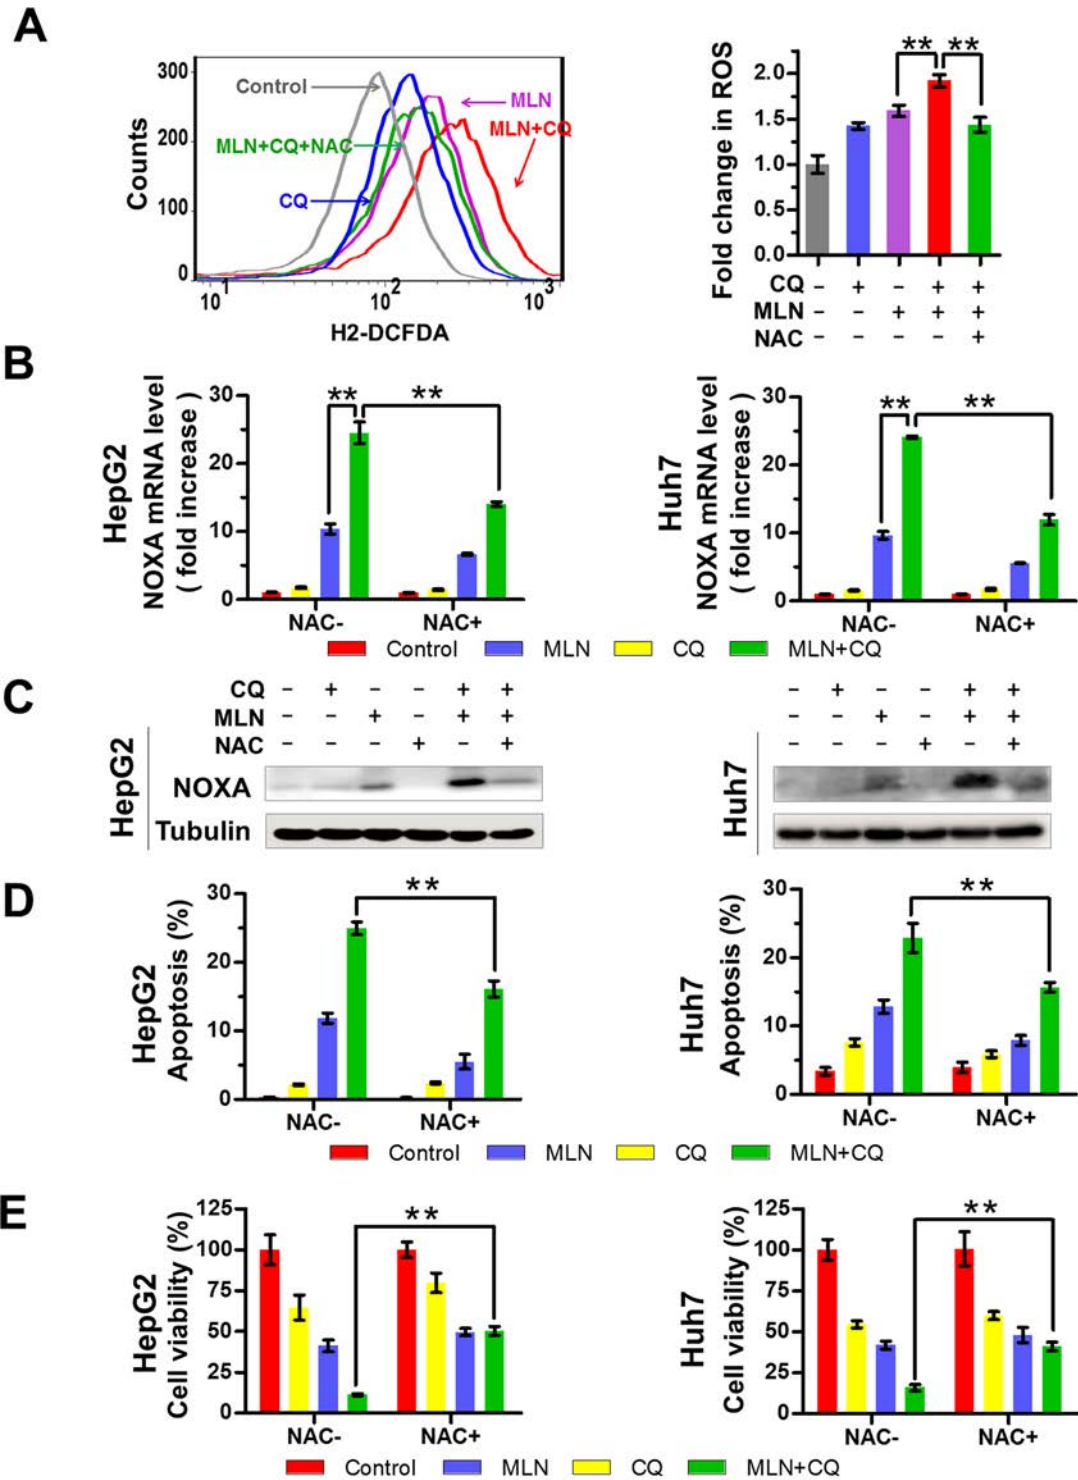 A
300
200
100
0
Counts
Control
MLN
MLN+CQ
MLN+CQ+NAC
CQ
10 1
10 2
10 3
H2-DCFDA
** **
2.0
1.5
1.0
0.5
0.0
Fold change in ROS
CQ - + - + +
MLN - - + + +
NAC - - - - +
B
HepG2
NOXA mRNA level
( fold increase )
30
20
10
0
** **
NAC- NAC+
Huh7
NOXA mRNA level
( fold increase )
30
20
10
0
** **
NAC- NAC+
Control MLN CQ MLN+CQ
C
HepG2
CQ - + - - + +
MLN - - + - + +
NAC - - - + - +
NOXA
Tubulin
Huh7
- + - - + +
- - + - + +
- - - + - +
D
HepG2
Apoptosis (%)
30
20
10
0
**
NAC- NAC+
Huh7
Apoptosis (%)
30
20
10
0
**
NAC- NAC+
Control MLN CQ MLN+CQ
E
HepG2
Cell viability (%)
125
100
75
50
25
0
**
NAC- NAC+
Huh7
Cell viability (%)
125
100
75
50
25
0
**
NAC- NAC+
Control MLN CQ MLN+CQ